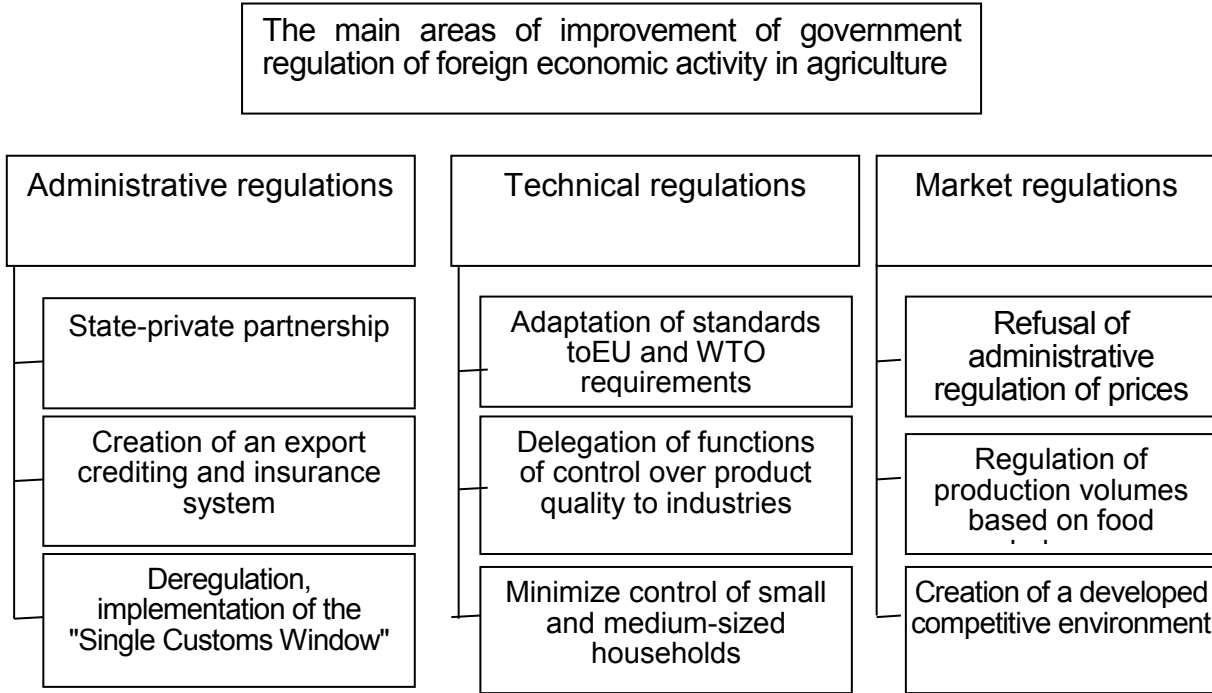 The main areas of improvement of government
regulation of foreign economic activity in agriculture
Administrative regulations
State-private partnership
Creation of an export
crediting and insurance
system
Deregulation,
implementation of the
"Single Customs Window"
Technical regulations
Adaptation of standards
toEU and WTO
requirements
Delegation of functions
of control over product
quality to industries
Minimize control of small
and medium-sized
households
Market regulations
Refusal of
administrative
regulation of prices
Regulation of
production volumes
based on food
Creation of a developed
competitive environment